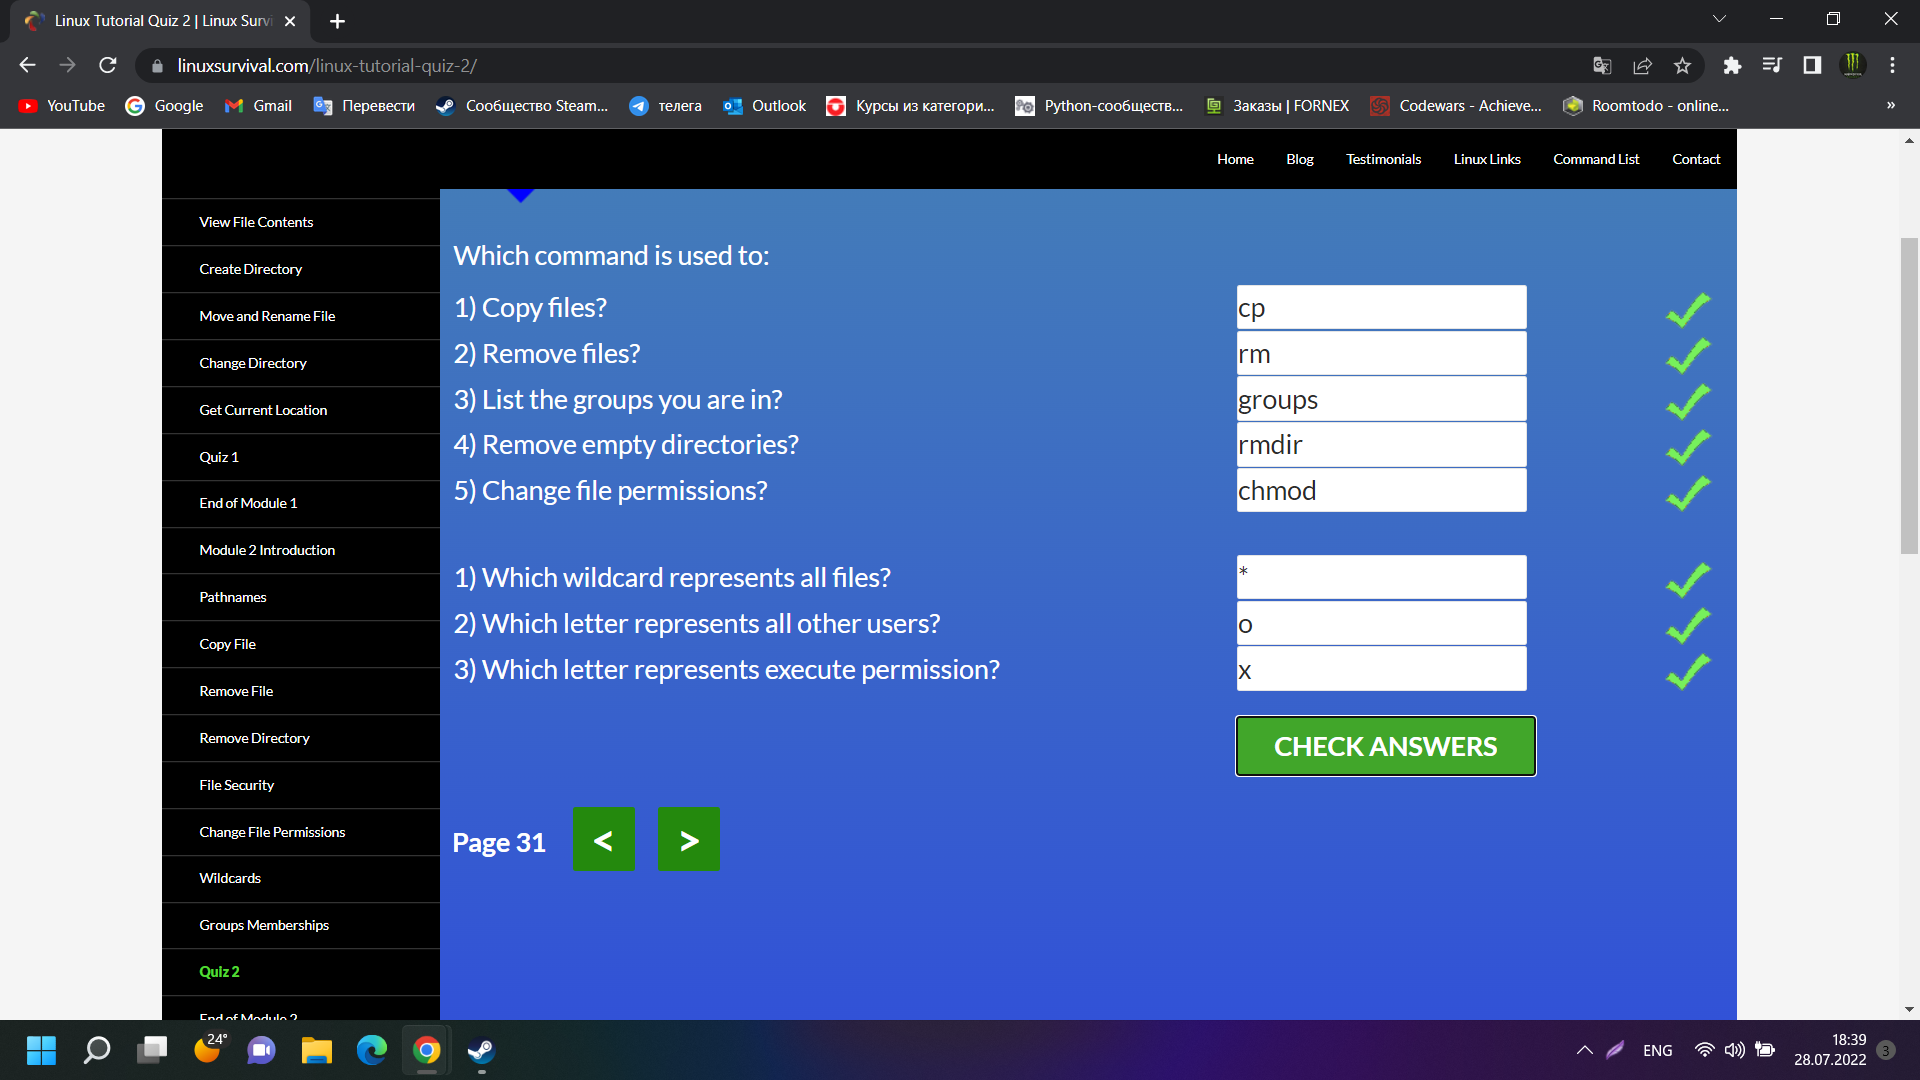 Linux Tutorial Quiz 2 | Linux Survi
linuxsurvival.com/linux-tutorial-quiz-2/
YouTube Google Gmail Перевести Сообщество Steam... телега Outlook Курсы из категори... Python-сообществ... Заказы | FORNEX Codewars - Achieve... Roomtodo - online... »
Home Blog Testimonials Linux Links Command List Contact
View File Contents
Create Directory
Move and Rename File
Change Directory
Get Current Location
Quiz 1
End of Module 1
Module 2 Introduction
Pathnames
Copy File
Remove File
Remove Directory
File Security
Change File Permissions
Wildcards
Groups Memberships
Quiz 2
End of Module 2
Which command is used to:
1) Copy files? cp
2) Remove files? rm
3) List the groups you are in? groups
4) Remove empty directories? rmdir
5) Change file permissions? chmod
1) Which wildcard represents all files? *
2) Which letter represents all other users? o
3) Which letter represents execute permission? x
CHECK ANSWERS
Page 31 < >
24°
ENG
18:39
28.07.2022
3